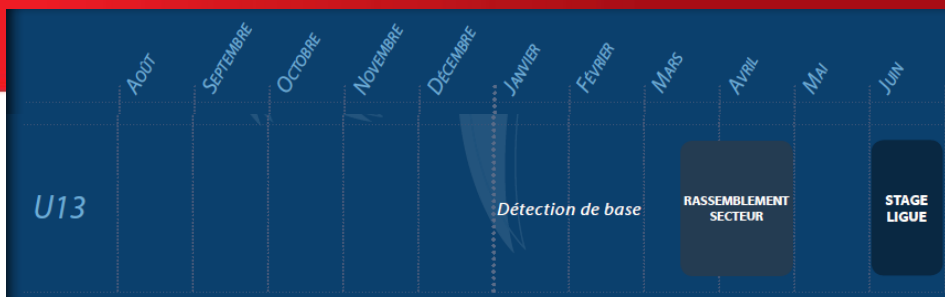 AOÛT
SEPTEMBRE
OCTOBRE
NOVEMBRE
DÉCEMBRE
JANVIER
FÉVRIER
MARS
AVRIL
MAI
JUIN
U13
Détection de base
RASSEMBLEMENT
SECTEUR
STAGE
LIGUE